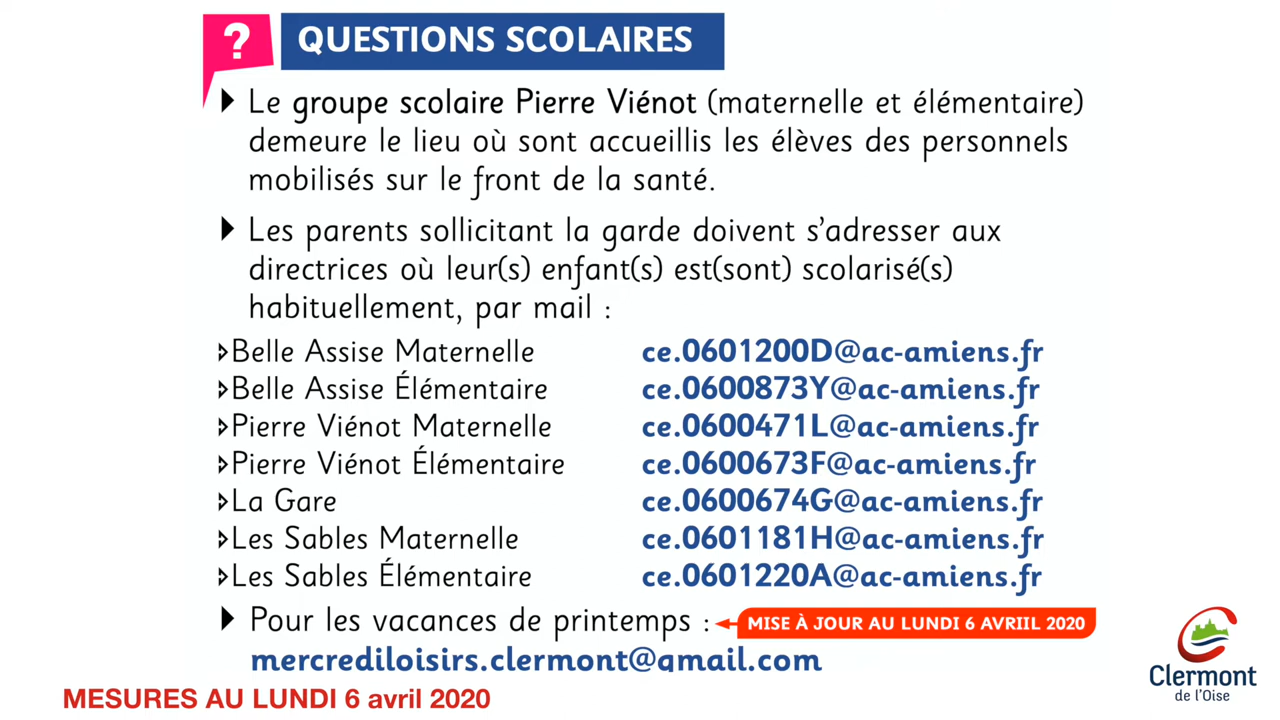 ?
QUESTIONS SCOLAIRES
Le groupe scolaire Pierre Viénot (maternelle et élémentaire)
demeure le lieu où sont accueillis les élèves des personnels
mobilisés sur le front de la santé.
Les parents sollicitant la garde doivent s'adresser aux
directrices où leur(s) enfant(s) est(sont) scolarisé(s)
habituellement, par mail :
Belle Assise Maternelle ce.0601200D@ac-amiens.fr
Belle Assise Élémentaire ce.0600873Y@ac-amiens.fr
Pierre Viénot Maternelle ce.0600471L@ac-amiens.fr
Pierre Viénot Élémentaire ce.0600673F@ac-amiens.fr
La Gare ce.0600674G@ac-amiens.fr
Les Sables Maternelle ce.0601181H@ac-amiens.fr
Les Sables Élémentaire ce.0601220A@ac-amiens.fr
Pour les vacances de printemps : MISE À JOUR AU LUNDI 6 AVRIIL 2020
mercrediloisirs.clermont@gmail.com
MESURES AU LUNDI 6 avril 2020
Clermont
de l'Oise